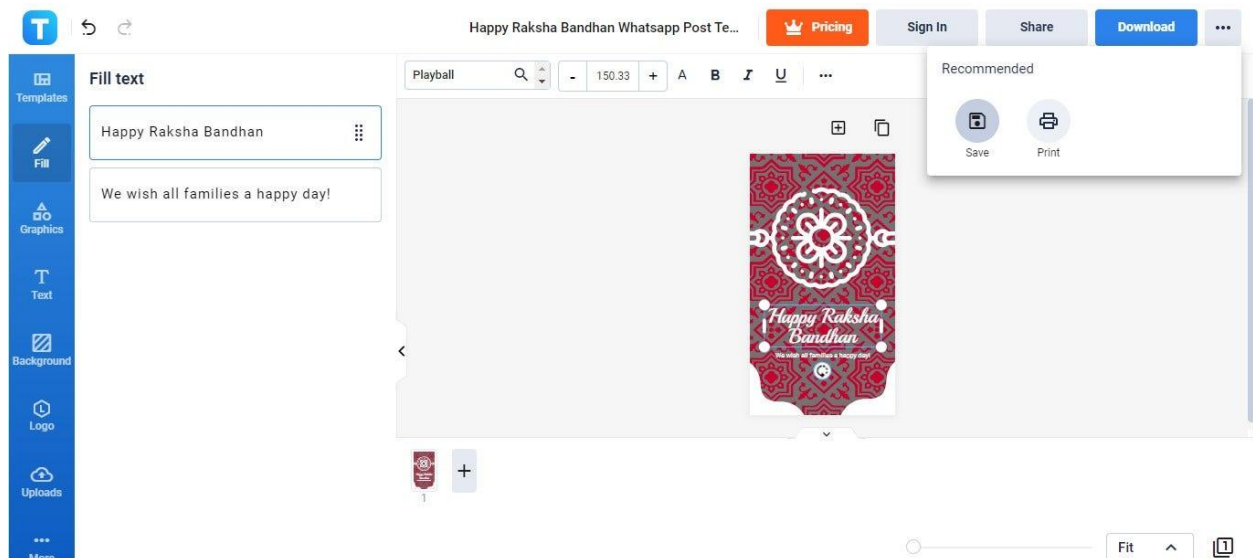 T
Happy Raksha Bandhan Whatsapp Post Te...
Pricing
Sign In
Share
Download
Templates
Fill
Graphics
Text
Background
Logo
Uploads
More
Fill text
Happy Raksha Bandhan
We wish all families a happy day!
Playball
- 150.33 +
A B I U
Recommended
Save
Print
Happy Raksha
Bandhan
We wish all families a happy day!
1
Fit
1